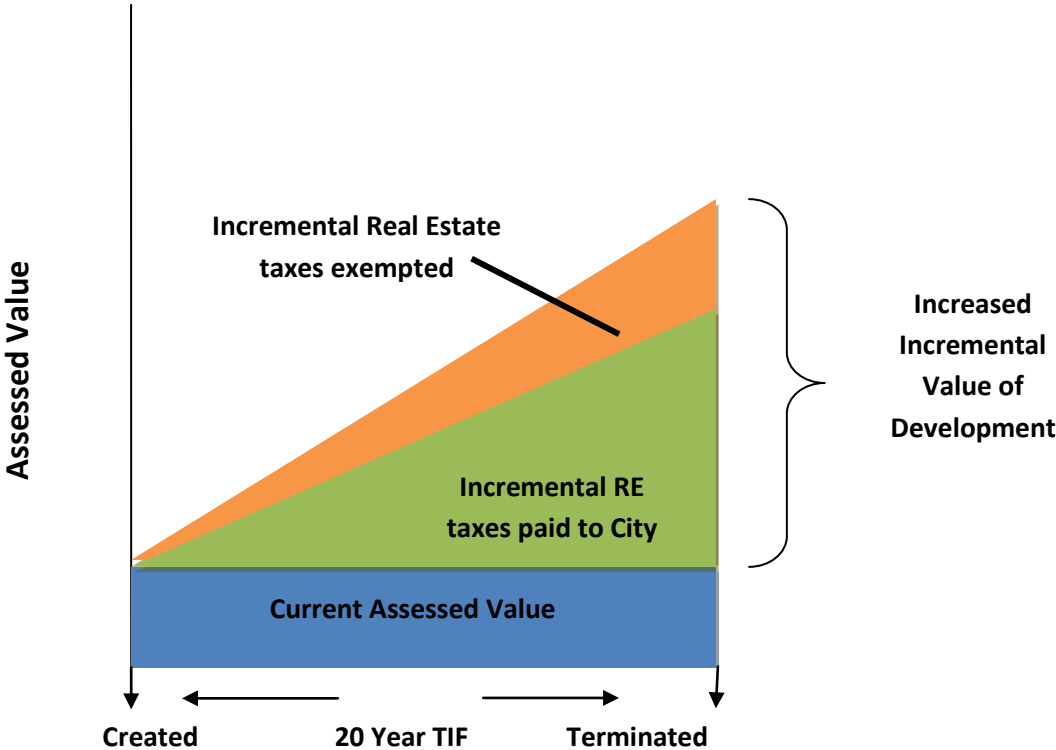 Assessed Value
Incremental Real Estate
taxes exempted
Increased
Incremental
Value of
Development
Incremental RE
taxes paid to City
Current Assessed Value
Created
20 Year TIF
Terminated